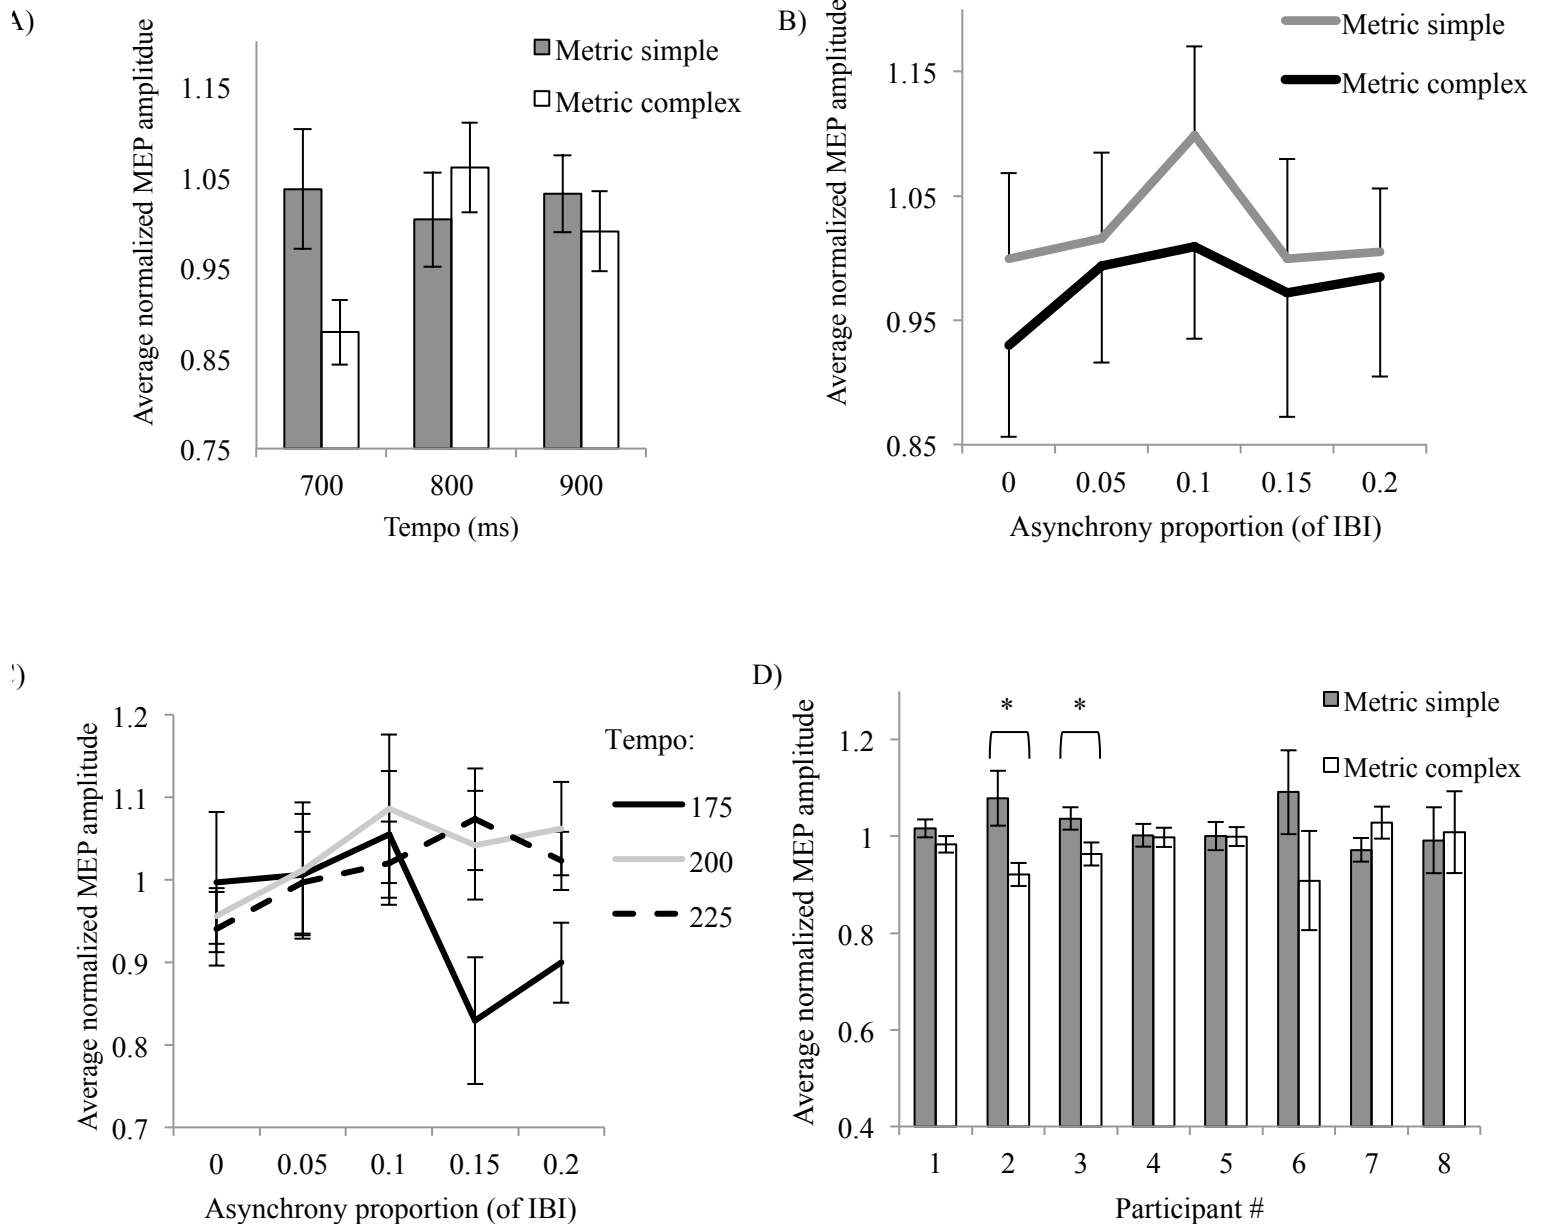 A)
Average normalized MEP amplitdue
Metric simple
Metric complex
1.15
1.05
0.95
0.85
0.75
700 800 900
Tempo (ms)
B)
Average normalized MEP amplitude
Metric simple
Metric complex
1.15
1.05
0.95
0.85
0 0.05 0.1 0.15 0.2
Asynchrony proportion (of IBI)
)
Average normalized MEP amplitude
1.2
1.1
1
0.9
0.8
0.7
0 0.05 0.1 0.15 0.2
Asynchrony proportion (of IBI)
Tempo:
175
200
225
D)
Average normalized MEP amplitude
Metric simple
Metric complex
* *
1.2
1
0.8
0.6
0.4
1 2 3 4 5 6 7 8
Participant #